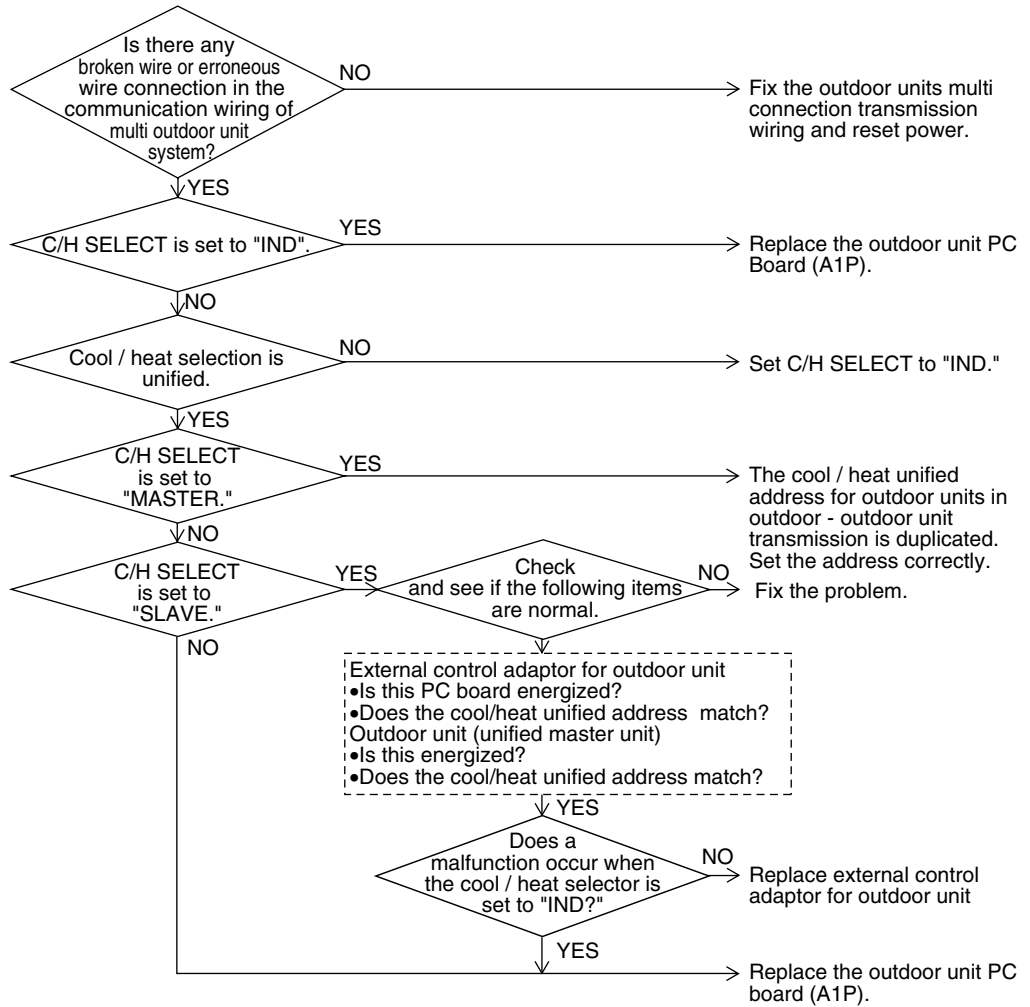 Is there any
broken wire or erroneous
wire connection in the
communication wiring of
multi outdoor unit
system?
NO
Fix the outdoor units multi
connection transmission
wiring and reset power.
YES
C/H SELECT is set to "IND".
YES
Replace the outdoor unit PC
Board (A1P).
NO
Cool / heat selection is
unified.
NO
Set C/H SELECT to "IND."
YES
C/H SELECT
is set to
"MASTER."
YES
The cool / heat unified
address for outdoor units in
outdoor - outdoor unit
transmission is duplicated.
Set the address correctly.
NO
C/H SELECT
is set to
"SLAVE."
YES
Check
and see if the following items
are normal.
NO
Fix the problem.
NO
External control adaptor for outdoor unit
•Is this PC board energized?
•Does the cool/heat unified address match?
Outdoor unit (unified master unit)
•Is this energized?
•Does the cool/heat unified address match?
YES
Does a
malfunction occur when
the cool / heat selector is
set to "IND?"
NO
Replace external control
adaptor for outdoor unit
YES
Replace the outdoor unit PC
board (A1P).